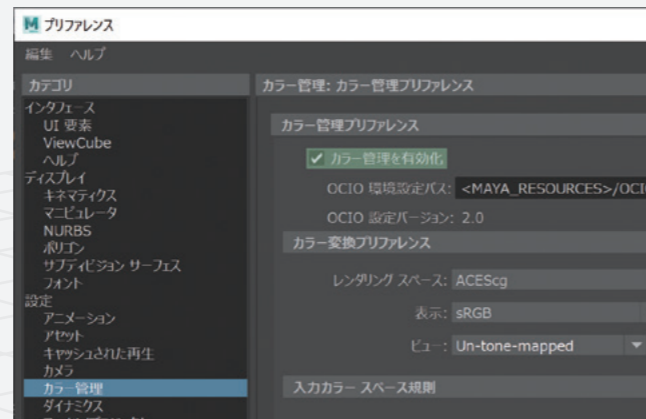 プリファレンス
編集 ヘルプ
カテゴリ
インタフェース
UI 要素
ViewCube
ヘルプ
ディスプレイ
キネマティクス
マニピュレータ
NURBS
ポリゴン
サブディビジョン サーフェス
フォント
設定
アニメーション
アセット
キャッシュされた再生
カメラ
カラー管理
ダイナミクス
カラー管理: カラー管理プリファレンス
カラー管理プリファレンス
カラー管理を有効化
OCIO 環境設定パス: <MAYA_RESOURCES>/OCI
OCIO 設定バージョン: 2.0
カラー変換プリファレンス
レンダリング スペース: ACEScg
表示: sRGB
ビュー: Un-tone-mapped
入力カラー スペース規則